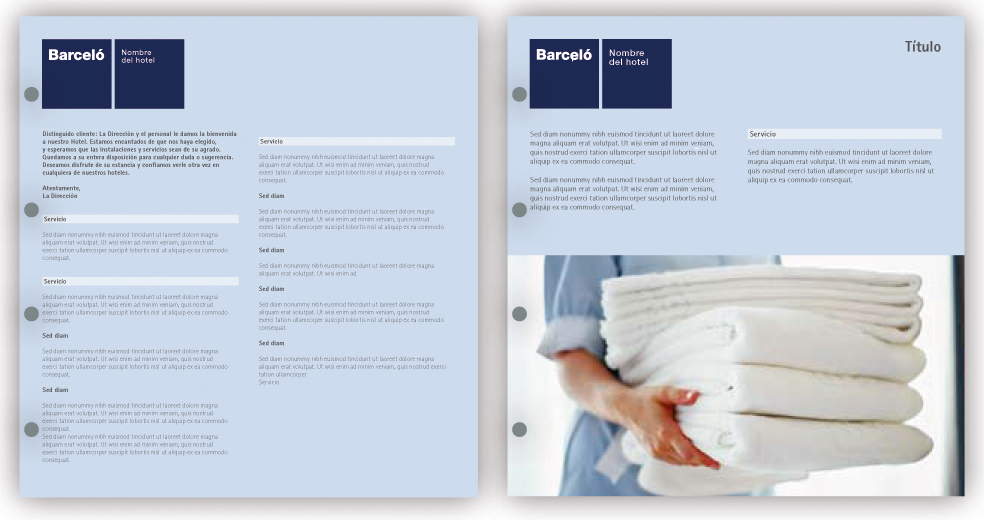 Barceló
Nombre
del hotel
Distinguido cliente: La Dirección y el personal le damos la bienvenida
a nuestro Hotel. Estamos encantados de que nos haya elegido,
y esperamos que las instalaciones y servicios sean de su agrado.
Quedamos a su entera disposición para cualquier duda o sugerencia.
Deseamos disfrute de su estancia y confiamos verle otra vez en
cualquiera de nuestros hoteles.
Atentamente,
La Dirección
Servicio
Sed diam nonummy nibh euismod tincidunt ut laoreet dolore magna
aliquam erat volutpat. Ut wisi enim ad minim veniam, quis nostrud
exerci tation ullamcorper suscipit lobortis nisl ut aliquip ex ea commodo
consequat.
Servicio
Sed diam nonummy nibh euismod tincidunt ut laoreet dolore magna
aliquam erat volutpat. Ut wisi enim ad minim veniam, quis nostrud
exerci tation ullamcorper suscipit lobortis nisl ut aliquip ex ea commodo
consequat.
Sed diam
Sed diam nonummy nibh euismod tincidunt ut laoreet dolore magna
aliquam erat volutpat. Ut wisi enim ad minim veniam, quis nostrud
exerci tation ullamcorper suscipit lobortis nisl ut aliquip ex ea commodo
consequat.
Sed diam
Sed diam nonummy nibh euismod tincidunt ut laoreet dolore magna
aliquam erat volutpat. Ut wisi enim ad minim veniam, quis nostrud
exerci tation ullamcorper suscipit lobortis nisl ut aliquip ex ea commodo
consequat.
Sed diam nonummy nibh euismod tincidunt ut laoreet dolore magna
aliquam erat volutpat. Ut wisi enim ad minim veniam, quis nostrud
exerci tation ullamcorper suscipit lobortis nisl ut aliquip ex ea commodo
consequat.
Servicio
Sed diam nonummy nibh euismod tincidunt ut laoreet dolore magna
aliquam erat volutpat. Ut wisi enim ad minim veniam, quis nostrud
exerci tation ullamcorper suscipit lobortis nisl ut aliquip ex ea commodo
consequat.
Sed diam
Sed diam nonummy nibh euismod tincidunt ut laoreet dolore magna
aliquam erat volutpat. Ut wisi enim ad minim veniam, quis nostrud
exerci tation ullamcorper suscipit lobortis nisl ut aliquip ex ea commodo
consequat.
Sed diam
Sed diam nonummy nibh euismod tincidunt ut laoreet dolore magna
aliquam erat volutpat. Ut wisi enim ad
Sed diam
Sed diam nonummy nibh euismod tincidunt ut laoreet dolore magna
aliquam erat volutpat. Ut wisi enim ad minim veniam, quis nostrud
exerci tation ullamcorper suscipit lobortis nisl ut aliquip ex ea commodo
consequat.
Sed diam
Sed diam nonummy nibh euismod tincidunt ut laoreet dolore magna
aliquam erat volutpat. Ut wisi enim ad minim veniam, quis nostrud exerci
tation ullamcorper
Servicio
Barceló
Nombre
del hotel
Título
Sed diam nonummy nibh euismod tincidunt ut laoreet dolore
magna aliquam erat volutpat. Ut wisi enim ad minim veniam,
quis nostrud exerci tation ullamcorper suscipit lobortis nisl ut
aliquip ex ea commodo consequat.
Sed diam nonummy nibh euismod tincidunt ut laoreet dolore
magna aliquam erat volutpat. Ut wisi enim ad minim veniam,
quis nostrud exerci tation ullamcorper suscipit lobortis nisl ut
aliquip ex ea commodo consequat.
Servicio
Sed diam nonummy nibh euismod tincidunt ut laoreet dolore
magna aliquam erat volutpat. Ut wisi enim ad minim veniam,
quis nostrud exerci tation ullamcorper suscipit lobortis nisl ut
aliquip ex ea commodo consequat.